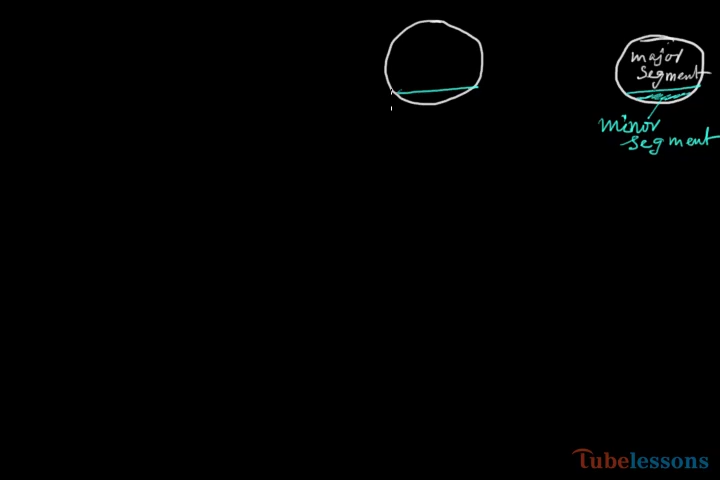 major
segment
minor
segment
Tubelessons